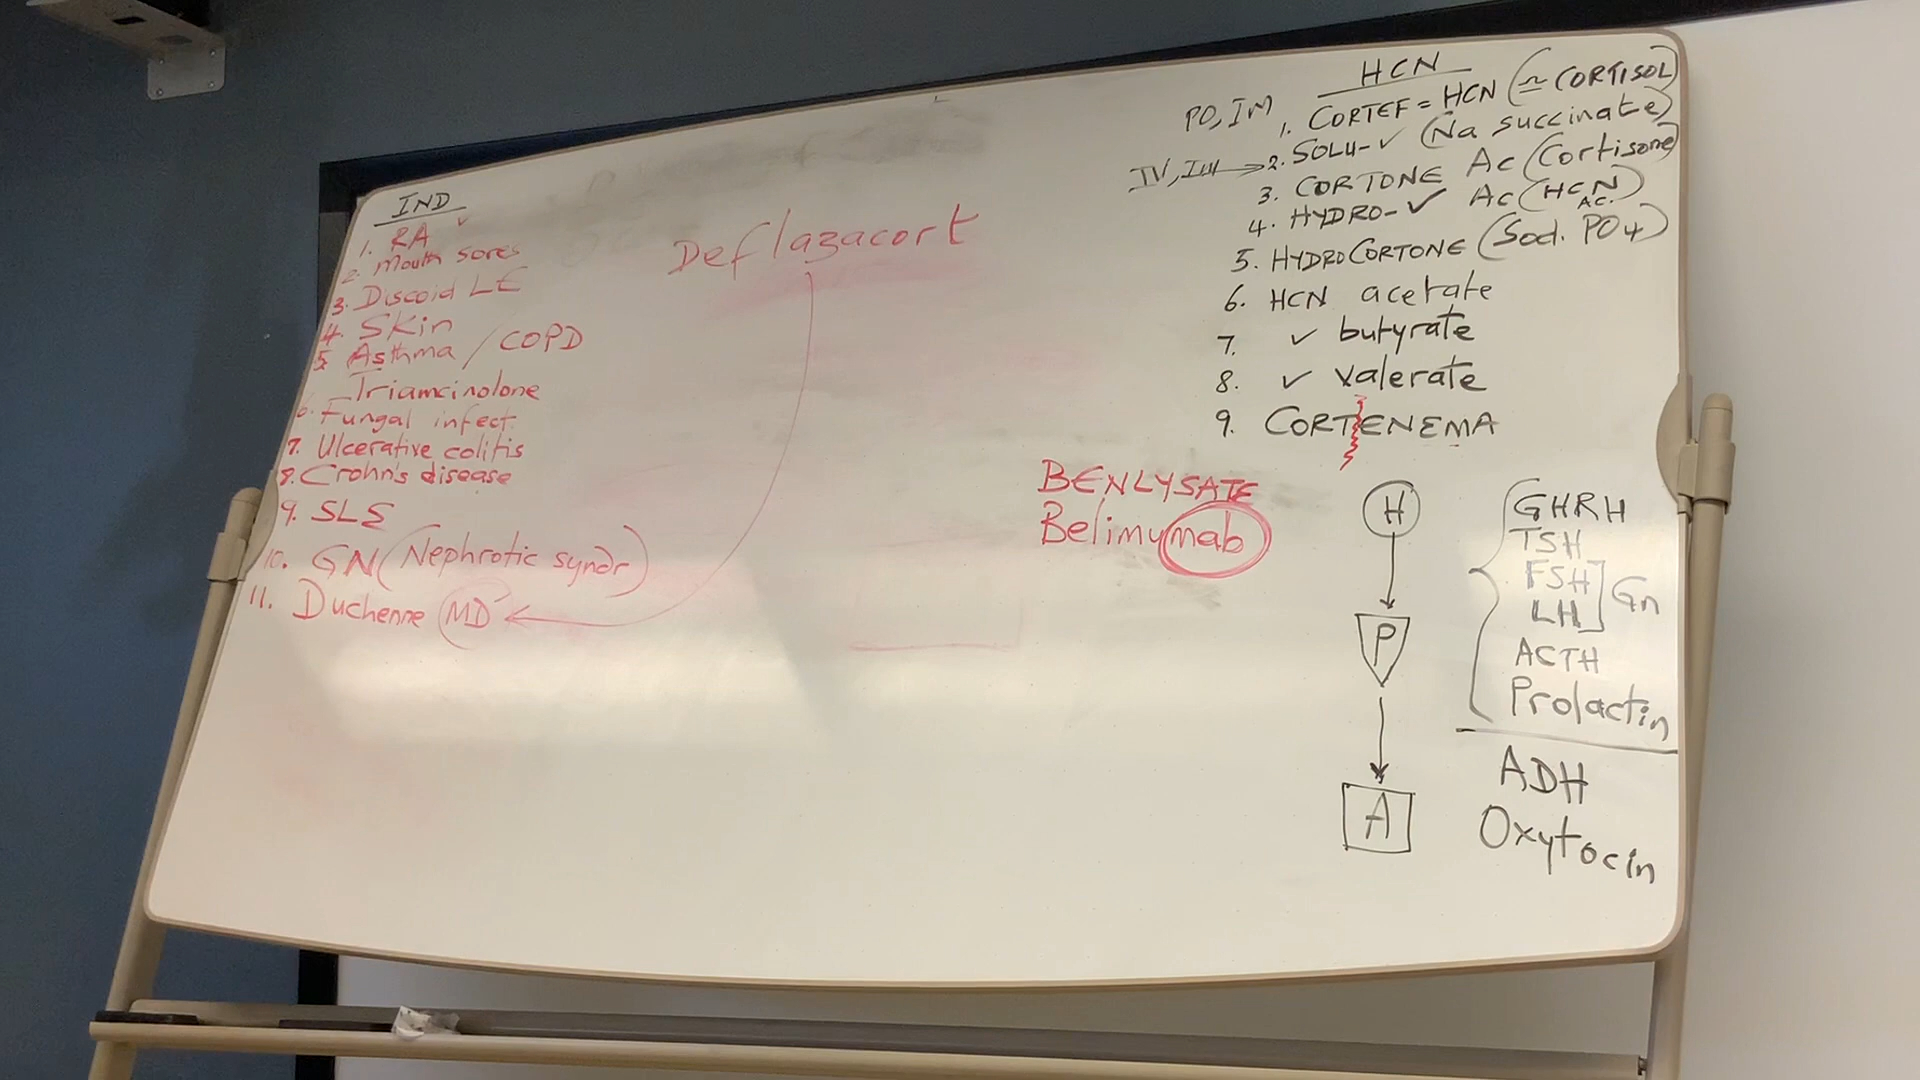 IND
1. RA ✓
2. Mouth sores
3. Discoid LE
4. Skin
5. Asthma / COPD
Triamcinolone
6. Fungal infect.
7. Ulcerative colitis
8. Crohn's disease
9. SLE
10. GN (Nephrotic syndr)
11. Duchenne MD
Deflazacort
HCN
PO, IM 1. CORTEF = HCN (≃ CORTISOL)
IV, IM → 2. SOLU- ✓ (Na succinate)
3. CORTONE Ac (Cortisone)
4. HYDRO- ✓ Ac (HCN Ac.)
5. HYDROCORTONE (Sod. PO4)
6. HCN acetate
7. ✓ butyrate
8. ✓ valerate
9. CORTENEMA
BENLYSATE
Belimumab
H
P
A
GHRH
TSH
FSH
LH
Gn
ACTH
Prolactin
ADH
Oxytocin